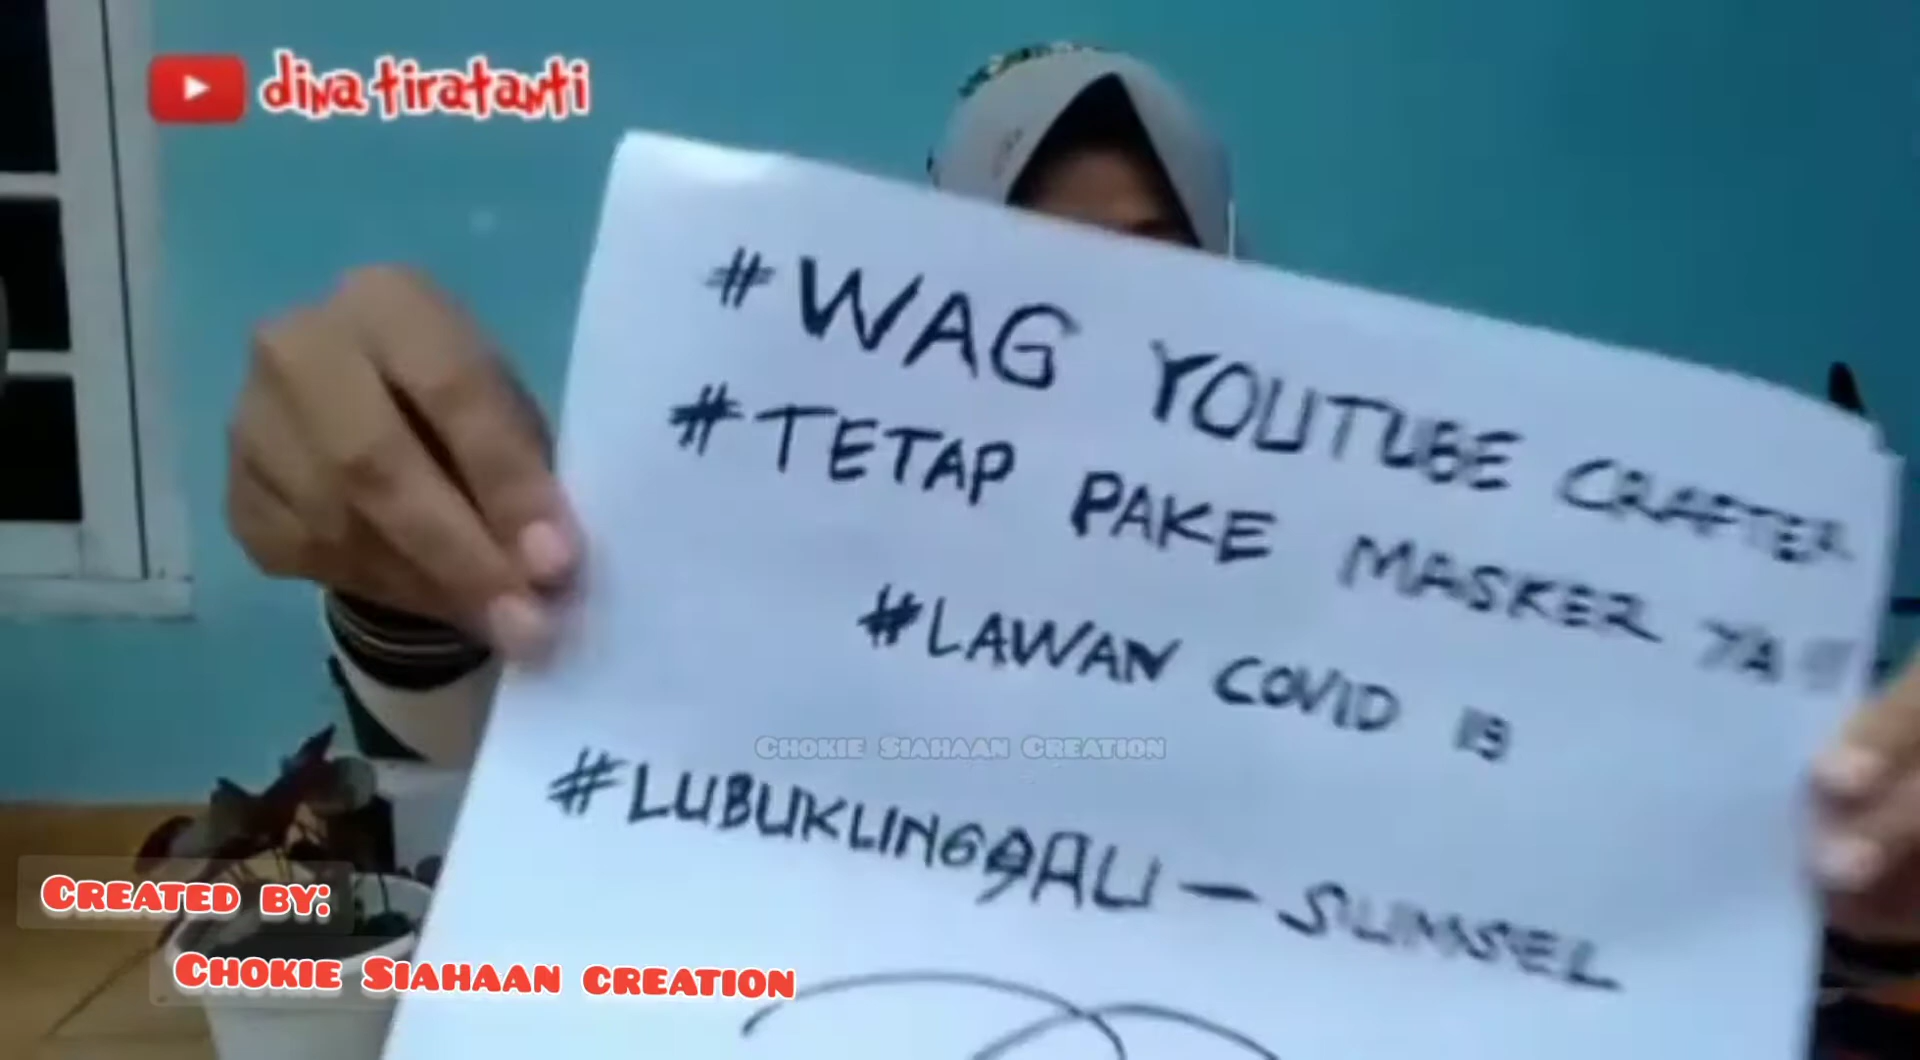 diva tiratanti
#WAG YOUTUBE CRAFTER
#TETAP PAKE MASKER YA
#LAWAN COVID 19
CHOKIE SIAHAAN CREATION
#LUBUKLINGGAU - SUMSEL
CREATED BY:
CHOKIE SIAHAAN CREATION